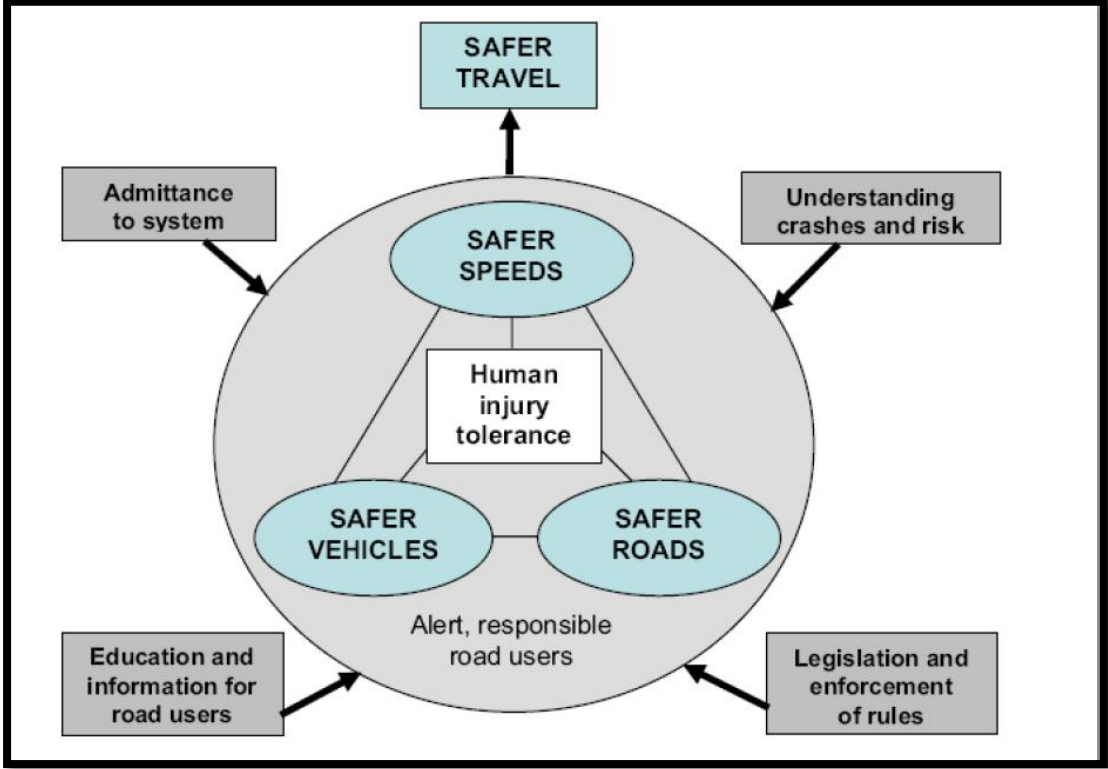 SAFER
TRAVEL
Admittance
to system
Understanding
crashes and risk
SAFER
SPEEDS
Human
injury
tolerance
SAFER
VEHICLES
SAFER
ROADS
Alert, responsible
road users
Education and
information for
road users
Legislation and
enforcement
of rules